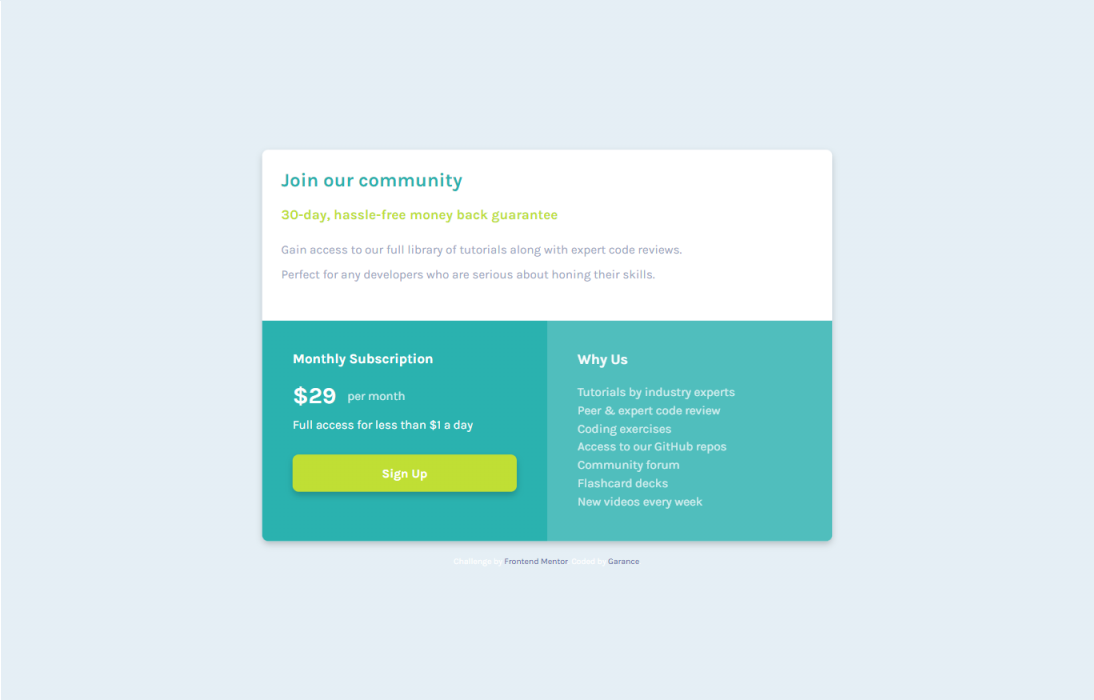 Join our community
30-day, hassle-free money back guarantee
Gain access to our full library of tutorials along with expert code reviews.
Perfect for any developers who are serious about honing their skills.
Monthly Subscription
$29 per month
Full access for less than $1 a day
Sign Up
Why Us
Tutorials by industry experts
Peer & expert code review
Coding exercises
Access to our GitHub repos
Community forum
Flashcard decks
New videos every week
Challenge by Frontend Mentor. Coded by Garance